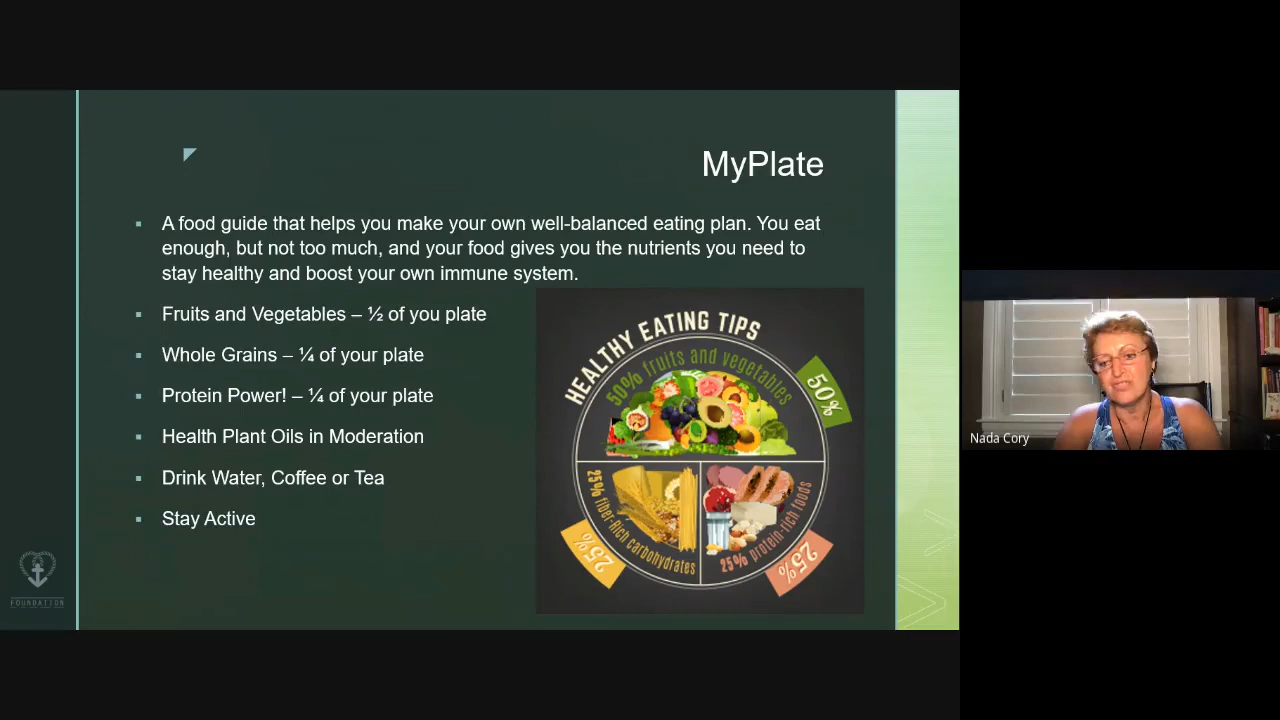 MyPlate
A food guide that helps you make your own well-balanced eating plan. You eat
enough, but not too much, and your food gives you the nutrients you need to
stay healthy and boost your own immune system.
Fruits and Vegetables – ½ of you plate
Whole Grains – ¼ of your plate
Protein Power! – ¼ of your plate
Health Plant Oils in Moderation
Drink Water, Coffee or Tea
Stay Active
HEALTHY EATING TIPS
50% fruits and vegetables
50%
25% fiber-Rich carbohydrates
25% protein-rich foods
25%
25%
FOUNDATION
Nada Cory